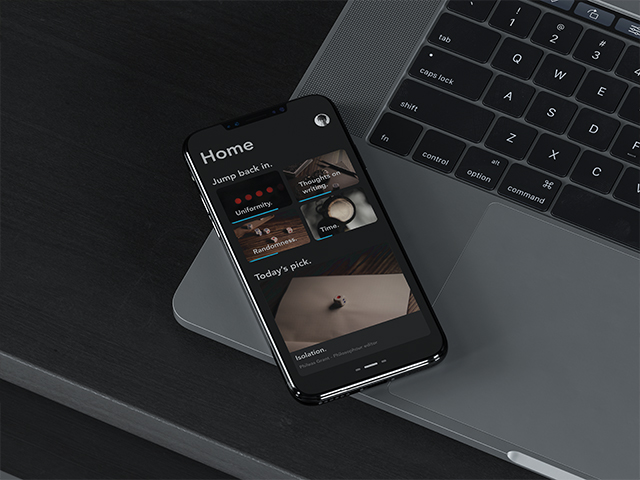 Home
Jump back in.
Uniformity.
Thoughts on
writing.
Randomness.
Time.
Today's pick.
Isolation.
! 1
@ 2
# 3
tab
Q
W
E
caps lock
A
S
D
shift
Z
X
C
fn
control
alt
option
⌘
command